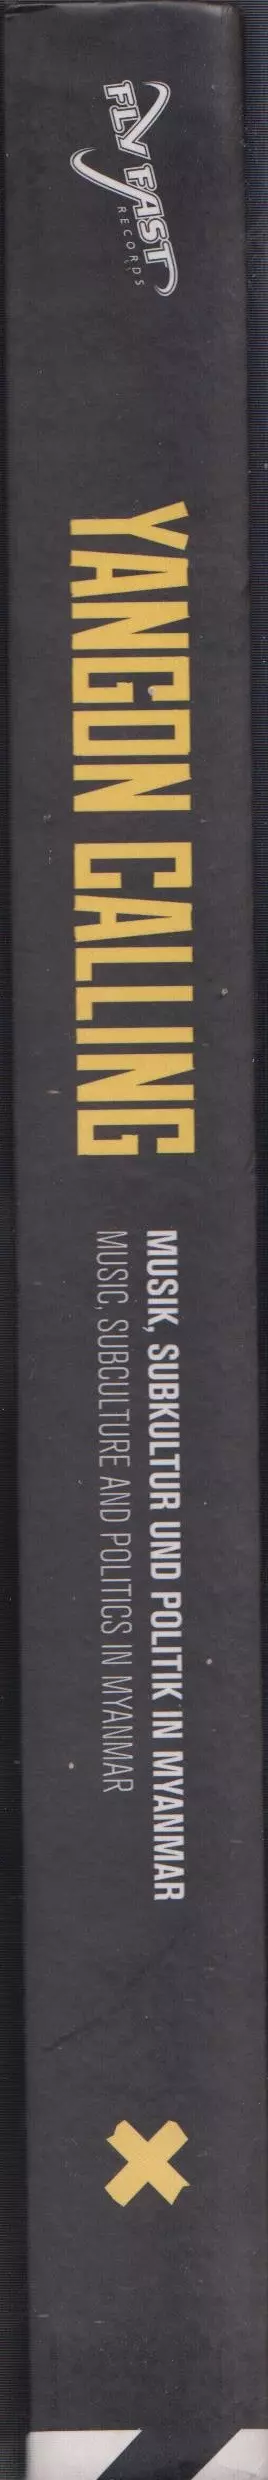 FLY FAST
RECORDS
YANGON CALLING
MUSIK, SUBKULTUR UND POLITIK IN MYANMAR
MUSIC, SUBCULTURE AND POLITICS IN MYANMAR